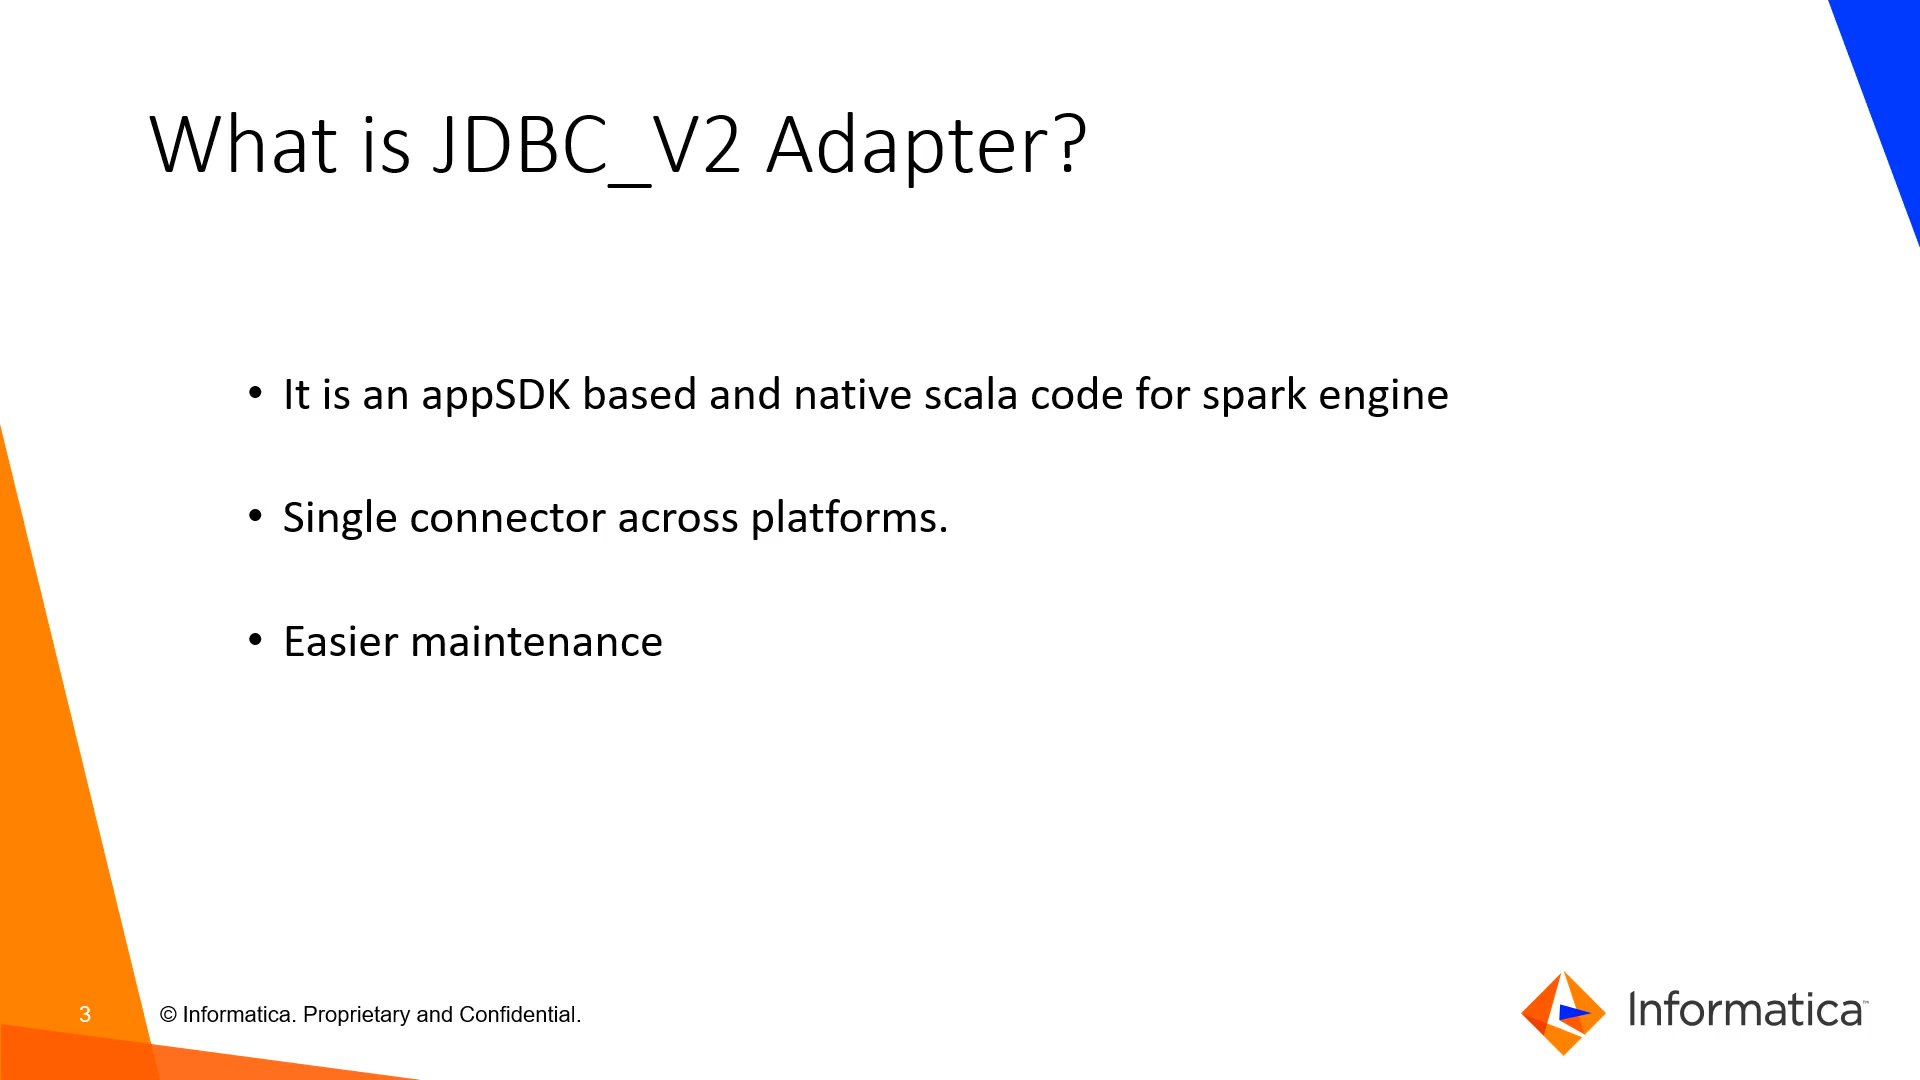 What is JDBC_V2 Adapter?
• It is an appSDK based and native scala code for spark engine
• Single connector across platforms.
• Easier maintenance
3
© Informatica. Proprietary and Confidential.
Informatica™